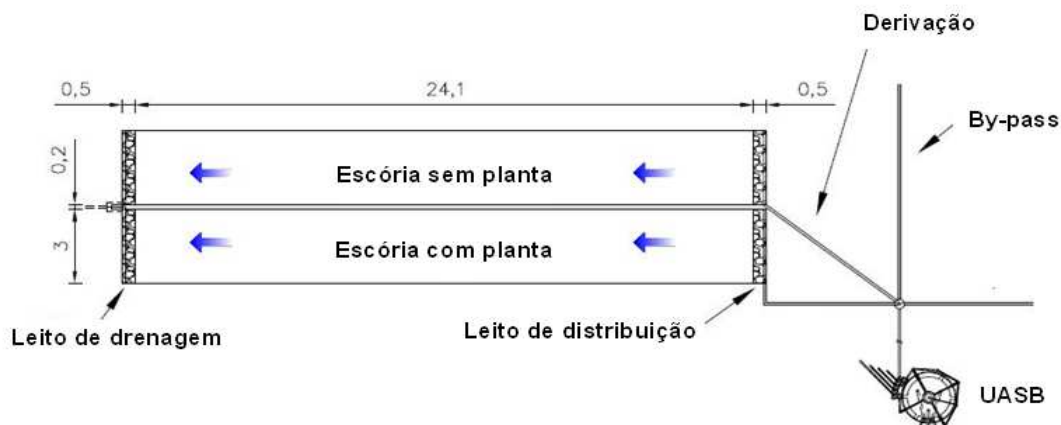 Derivação
0,5
24,1
0,5
By-pass
0,2
Escória sem planta
3
Escória com planta
Leito de drenagem
Leito de distribuição
UASB